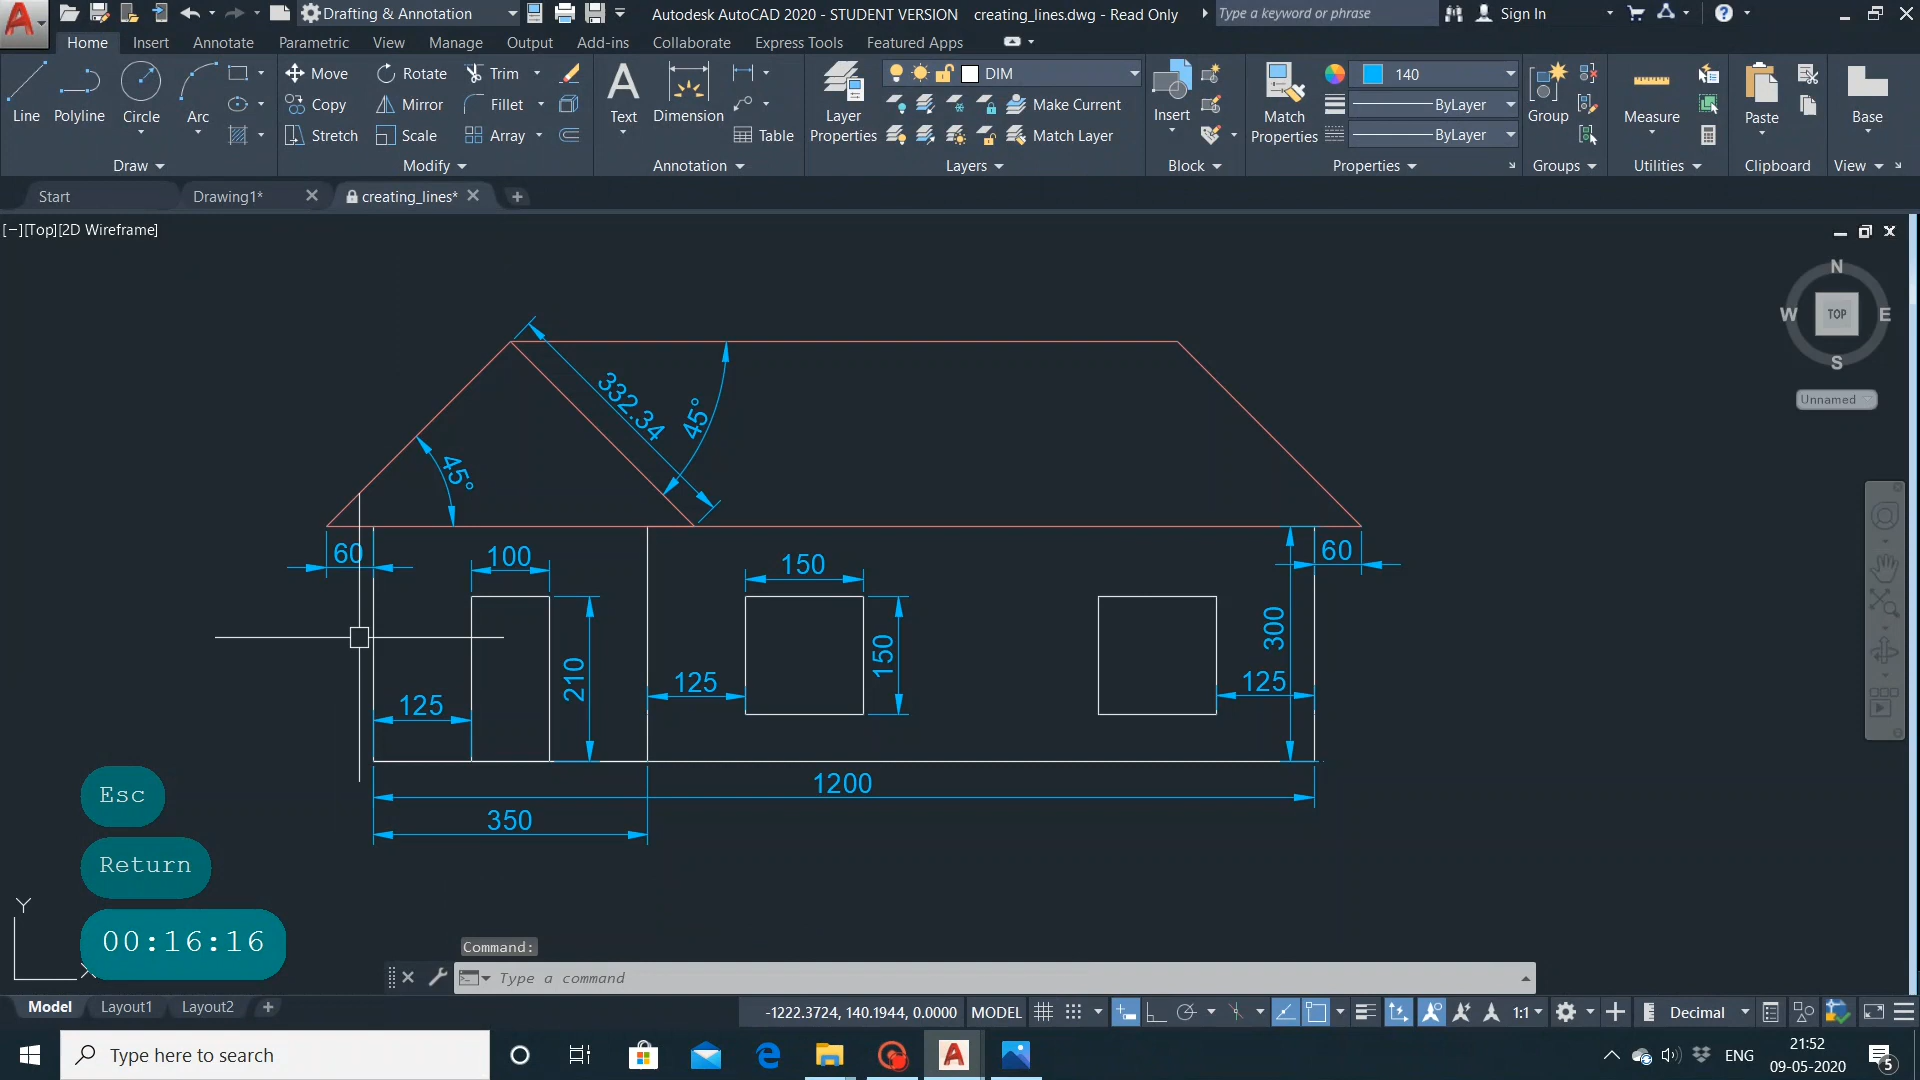 Drafting & Annotation
Autodesk AutoCAD 2020 - STUDENT VERSION creating_lines.dwg - Read Only
Type a keyword or phrase
Sign In
Home Insert Annotate Parametric View Manage Output Add-ins Collaborate Express Tools Featured Apps
Line
Polyline
Circle
Arc
Move
Rotate
Trim
Copy
Mirror
Fillet
Stretch
Scale
Array
Text
Dimension
Table
Layer
Properties
DIM
Make Current
Match Layer
Insert
Match
Properties
140
ByLayer
ByLayer
Group
Measure
Paste
Base
Draw Modify Annotation Layers Block Properties Groups Utilities Clipboard View
Start Drawing1* creating_lines*
[−][Top][2D Wireframe]
N
W TOP E
S
Unnamed
332.34
45°
45°
60
100
150
60
210
150
300
125
125
125
1200
350
Esc
Return
00:16:16
Y
X
Command:
Type a command
Model Layout1 Layout2
-1222.3724, 140.1944, 0.0000 MODEL 1:1 Decimal
Type here to search
ENG
21:52
09-05-2020
5